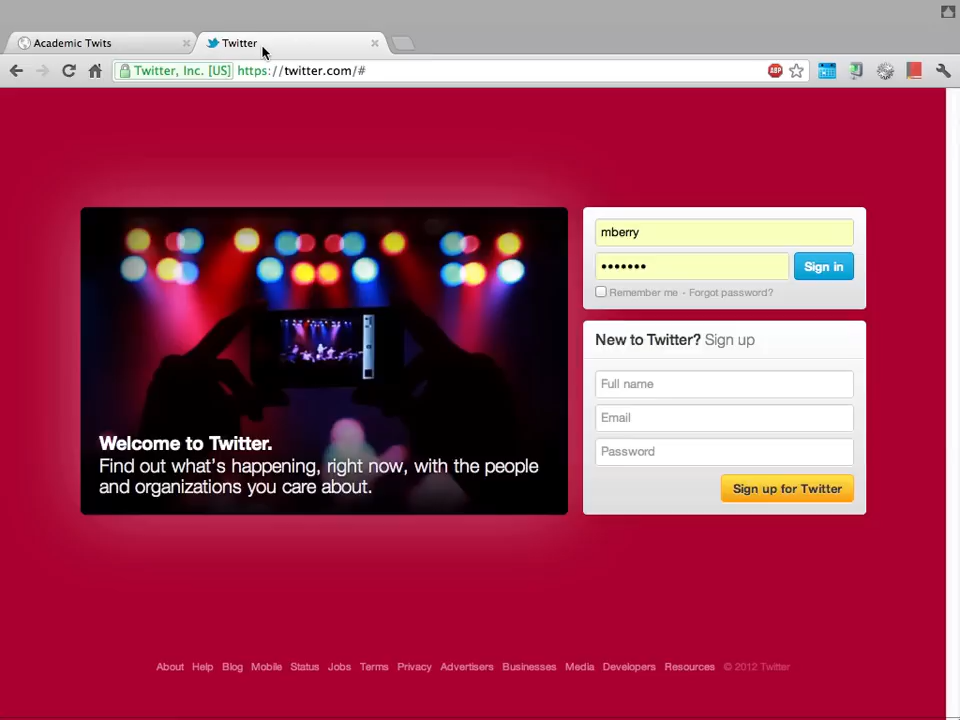 Academic Twits
Twitter
Twitter, Inc. [US] https://twitter.com/#
ABP
mberry
•••••••
Sign in
Remember me - Forgot password?
Welcome to Twitter.
Find out what's happening, right now, with the people
and organizations you care about.
New to Twitter? Sign up
Full name
Email
Password
Sign up for Twitter
About Help Blog Mobile Status Jobs Terms Privacy Advertisers Businesses Media Developers Resources © 2012 Twitter